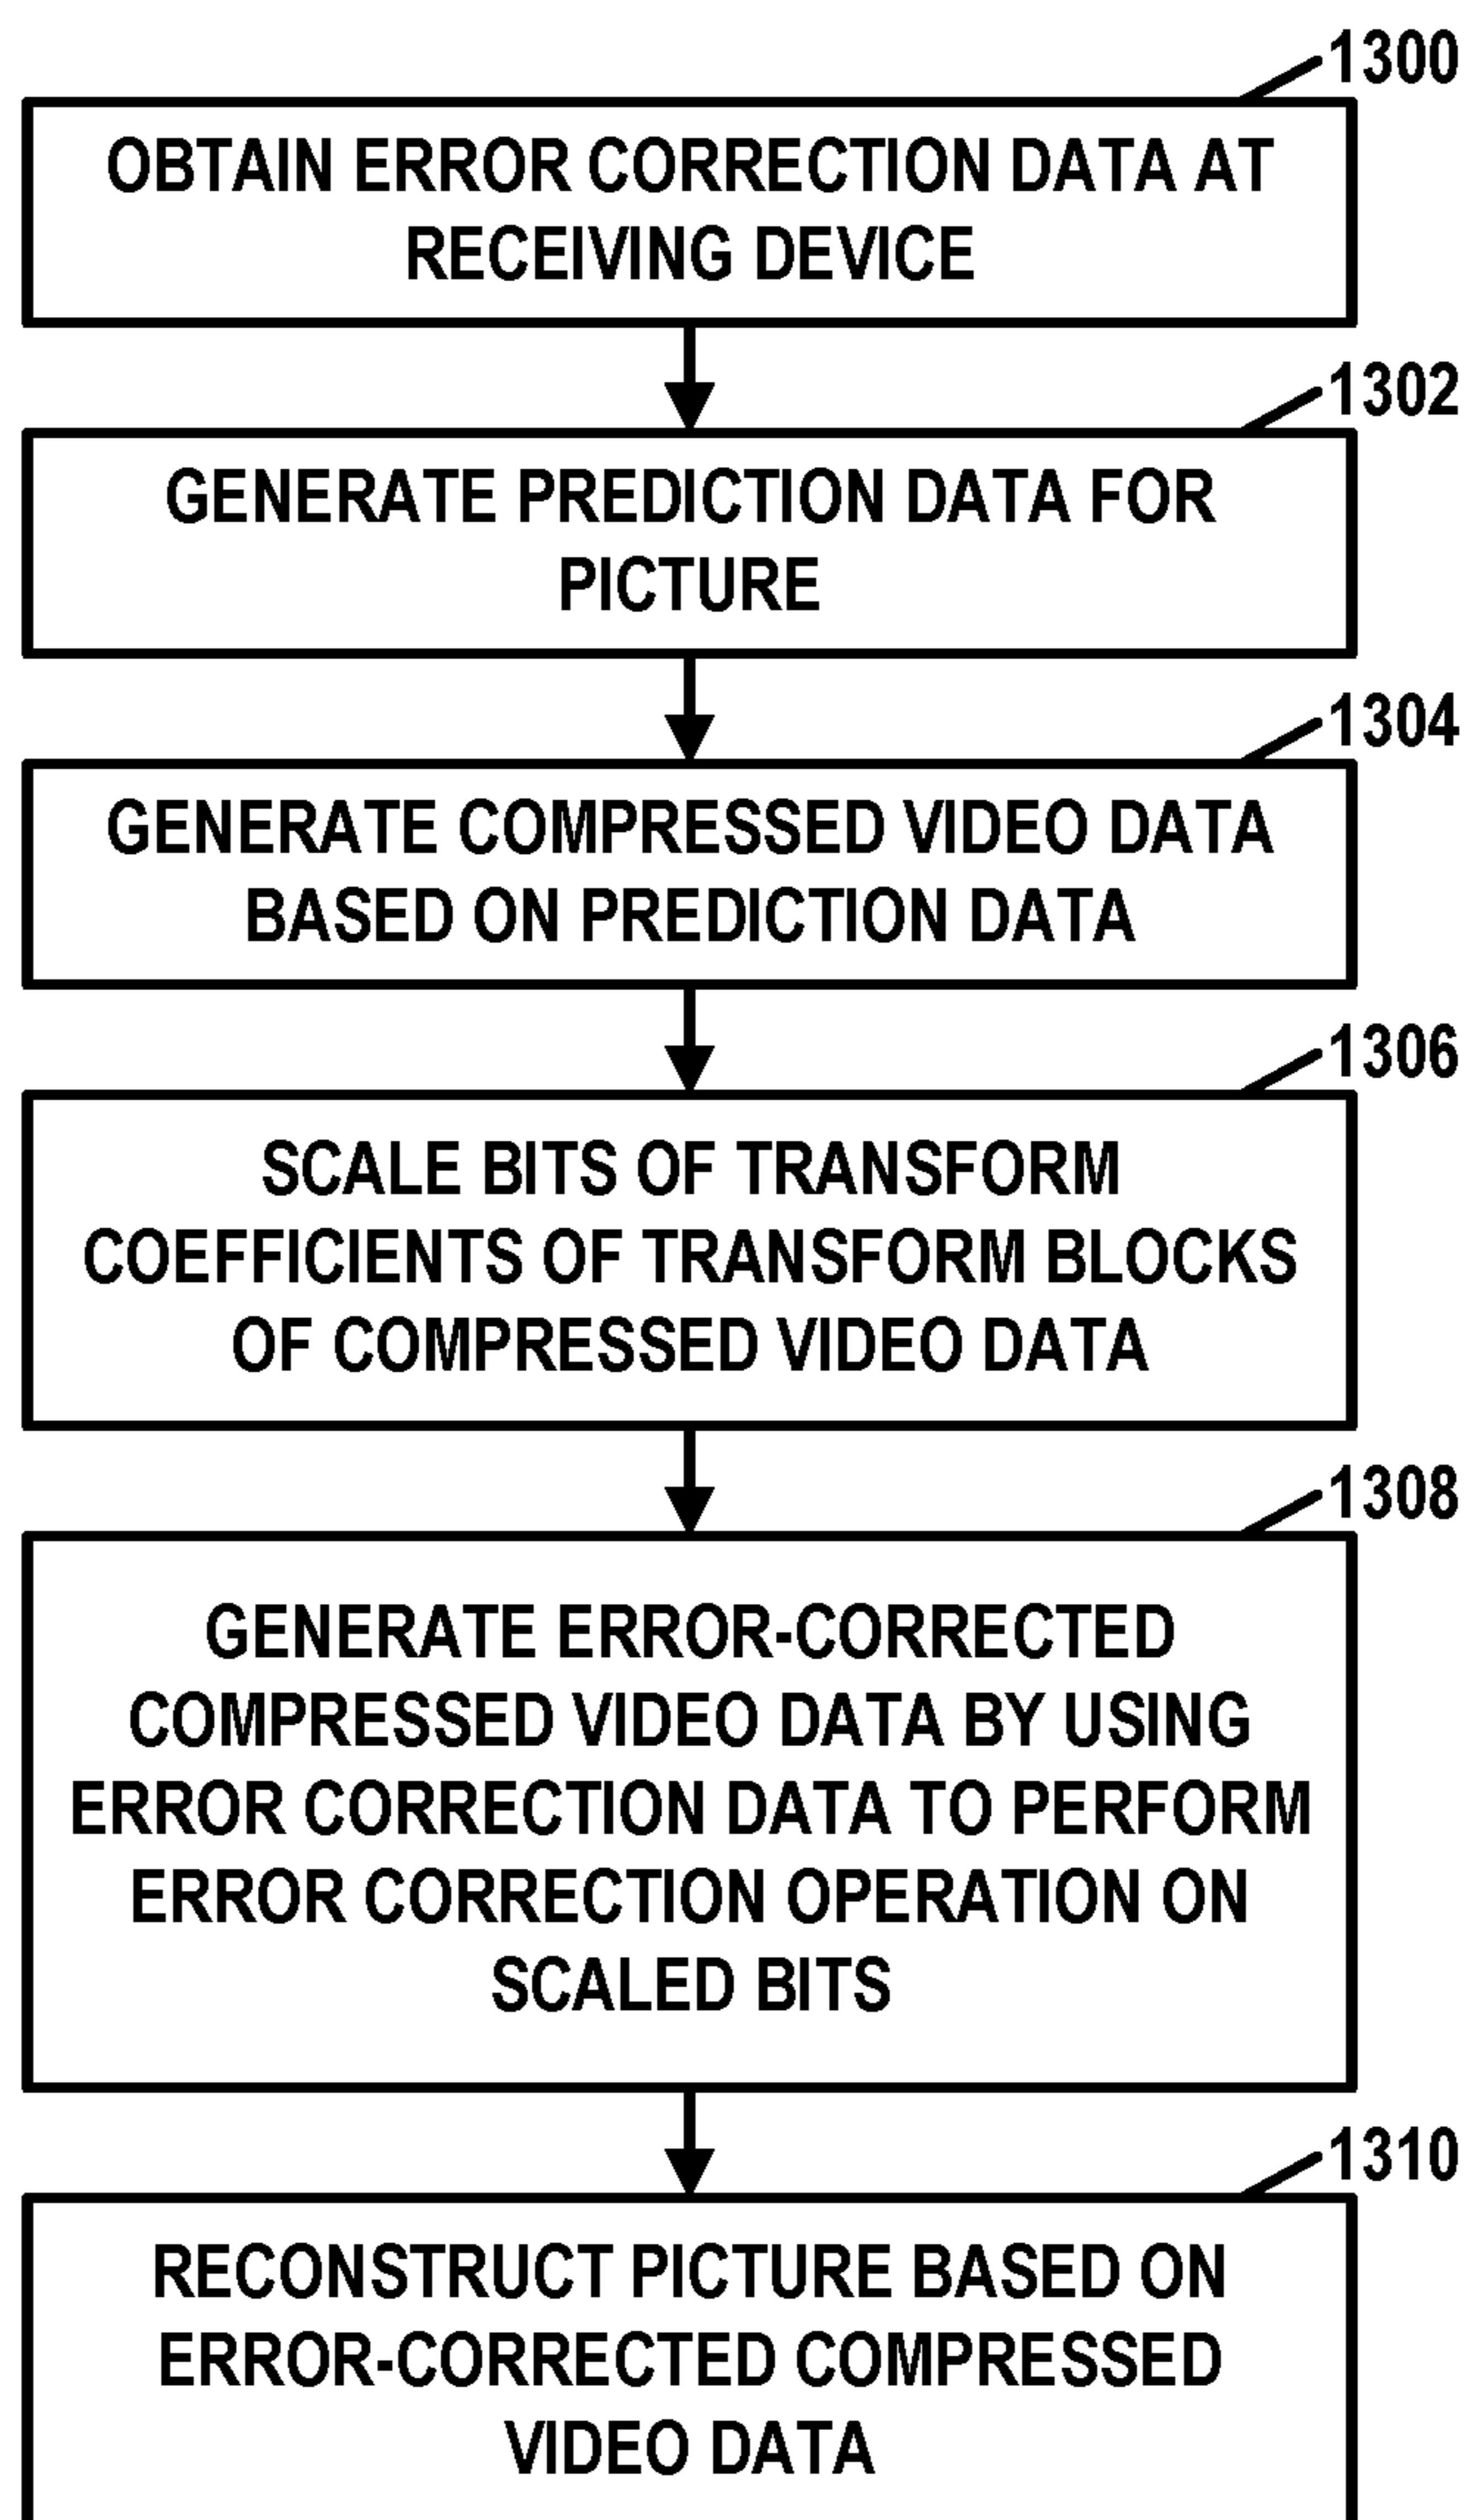 1300
OBTAIN ERROR CORRECTION DATA AT
RECEIVING DEVICE
1302
GENERATE PREDICTION DATA FOR
PICTURE
1304
GENERATE COMPRESSED VIDEO DATA
BASED ON PREDICTION DATA
1306
SCALE BITS OF TRANSFORM
COEFFICIENTS OF TRANSFORM BLOCKS
OF COMPRESSED VIDEO DATA
1308
GENERATE ERROR-CORRECTED
COMPRESSED VIDEO DATA BY USING
ERROR CORRECTION DATA TO PERFORM
ERROR CORRECTION OPERATION ON
SCALED BITS
1310
RECONSTRUCT PICTURE BASED ON
ERROR-CORRECTED COMPRESSED
VIDEO DATA